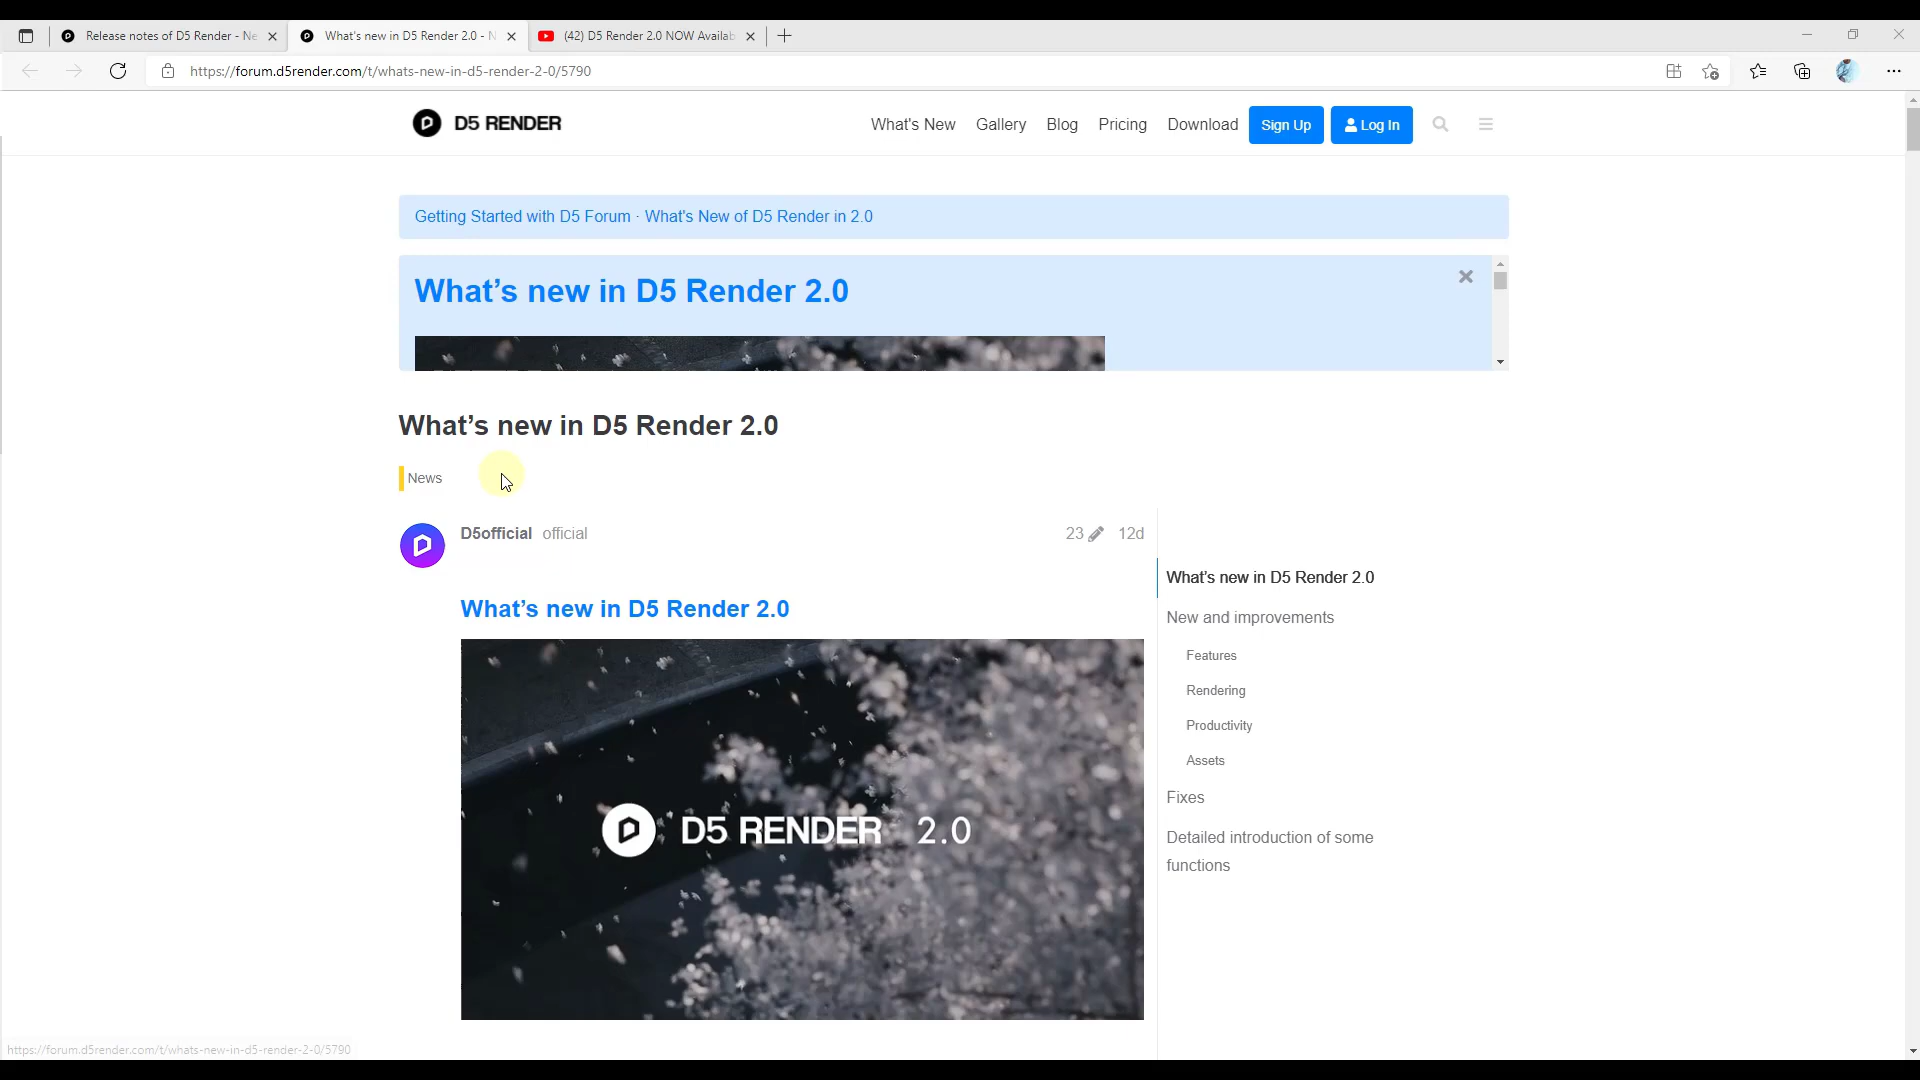 Release notes of D5 Render - Ne
What's new in D5 Render 2.0 - N
(42) D5 Render 2.0 NOW Availab
https://forum.d5render.com/t/whats-new-in-d5-render-2-0/5790
D5 RENDER
What's New
Gallery
Blog
Pricing
Download
Sign Up
Log In
Getting Started with D5 Forum · What's New of D5 Render in 2.0
What's new in D5 Render 2.0
What's new in D5 Render 2.0
News
D5official official
23
12d
What's new in D5 Render 2.0
D5 RENDER 2.0
What's new in D5 Render 2.0
New and improvements
Features
Rendering
Productivity
Assets
Fixes
Detailed introduction of some
functions
https://forum.d5render.com/t/whats-new-in-d5-render-2-0/5790